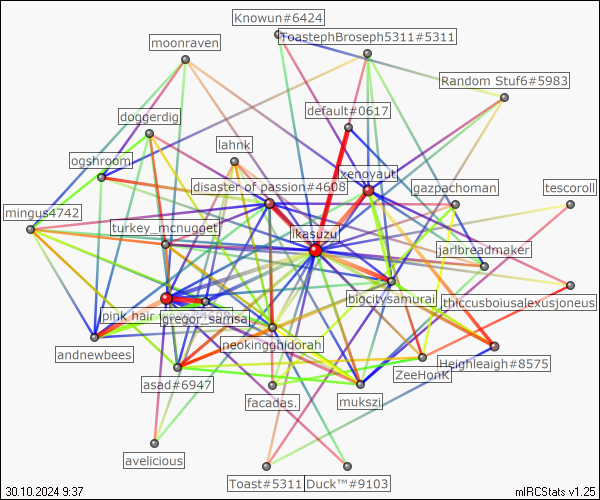 Knowun#6424
ToastephBroseph5311#5311
moonraven
Random Stuf6#5983
default#0617
doggerdig
lahnk
ogshroom
xenoyaut
disaster of passion#4608
gazpachoman
tescoroll
mingus4742
turkey_mcnugget
ikasuzu
jarlbreadmaker
bigcitysamurai
thiccusboiusalexusjoneus
pink hair
gregor_samsa.
neokingghidorah
andnewbees
Heighleigh#8575
ZeeHonk
asad#6947
facadas.
mukszi
avelicious
Toast#5311
Duck™#9103
30.10.2024 9:37
mIRCStats v1.25